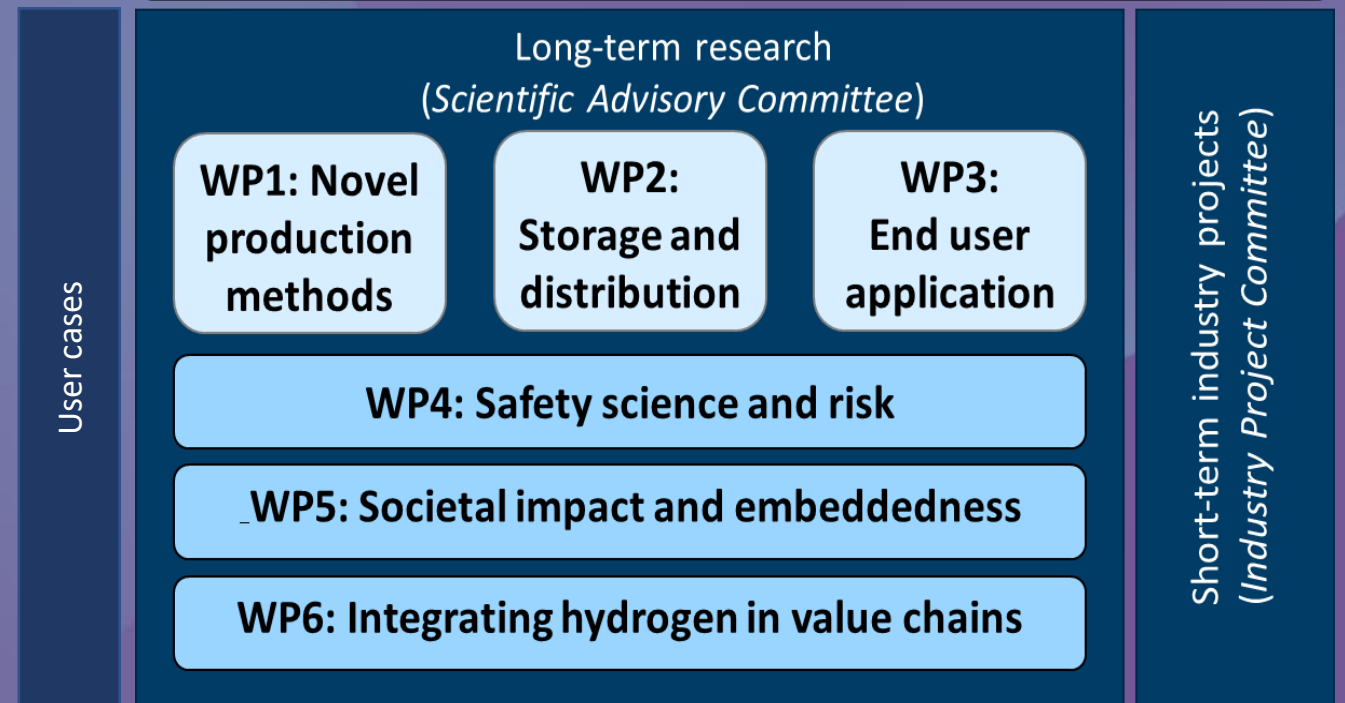 User cases
Long-term research
(Scientific Advisory Committee)
WP1: Novel
production
methods
WP2:
Storage and
distribution
WP3:
End user
application
WP4: Safety science and risk
_WP5: Societal impact and embeddedness
WP6: Integrating hydrogen in value chains
Short-term industry projects
(Industry Project Committee)